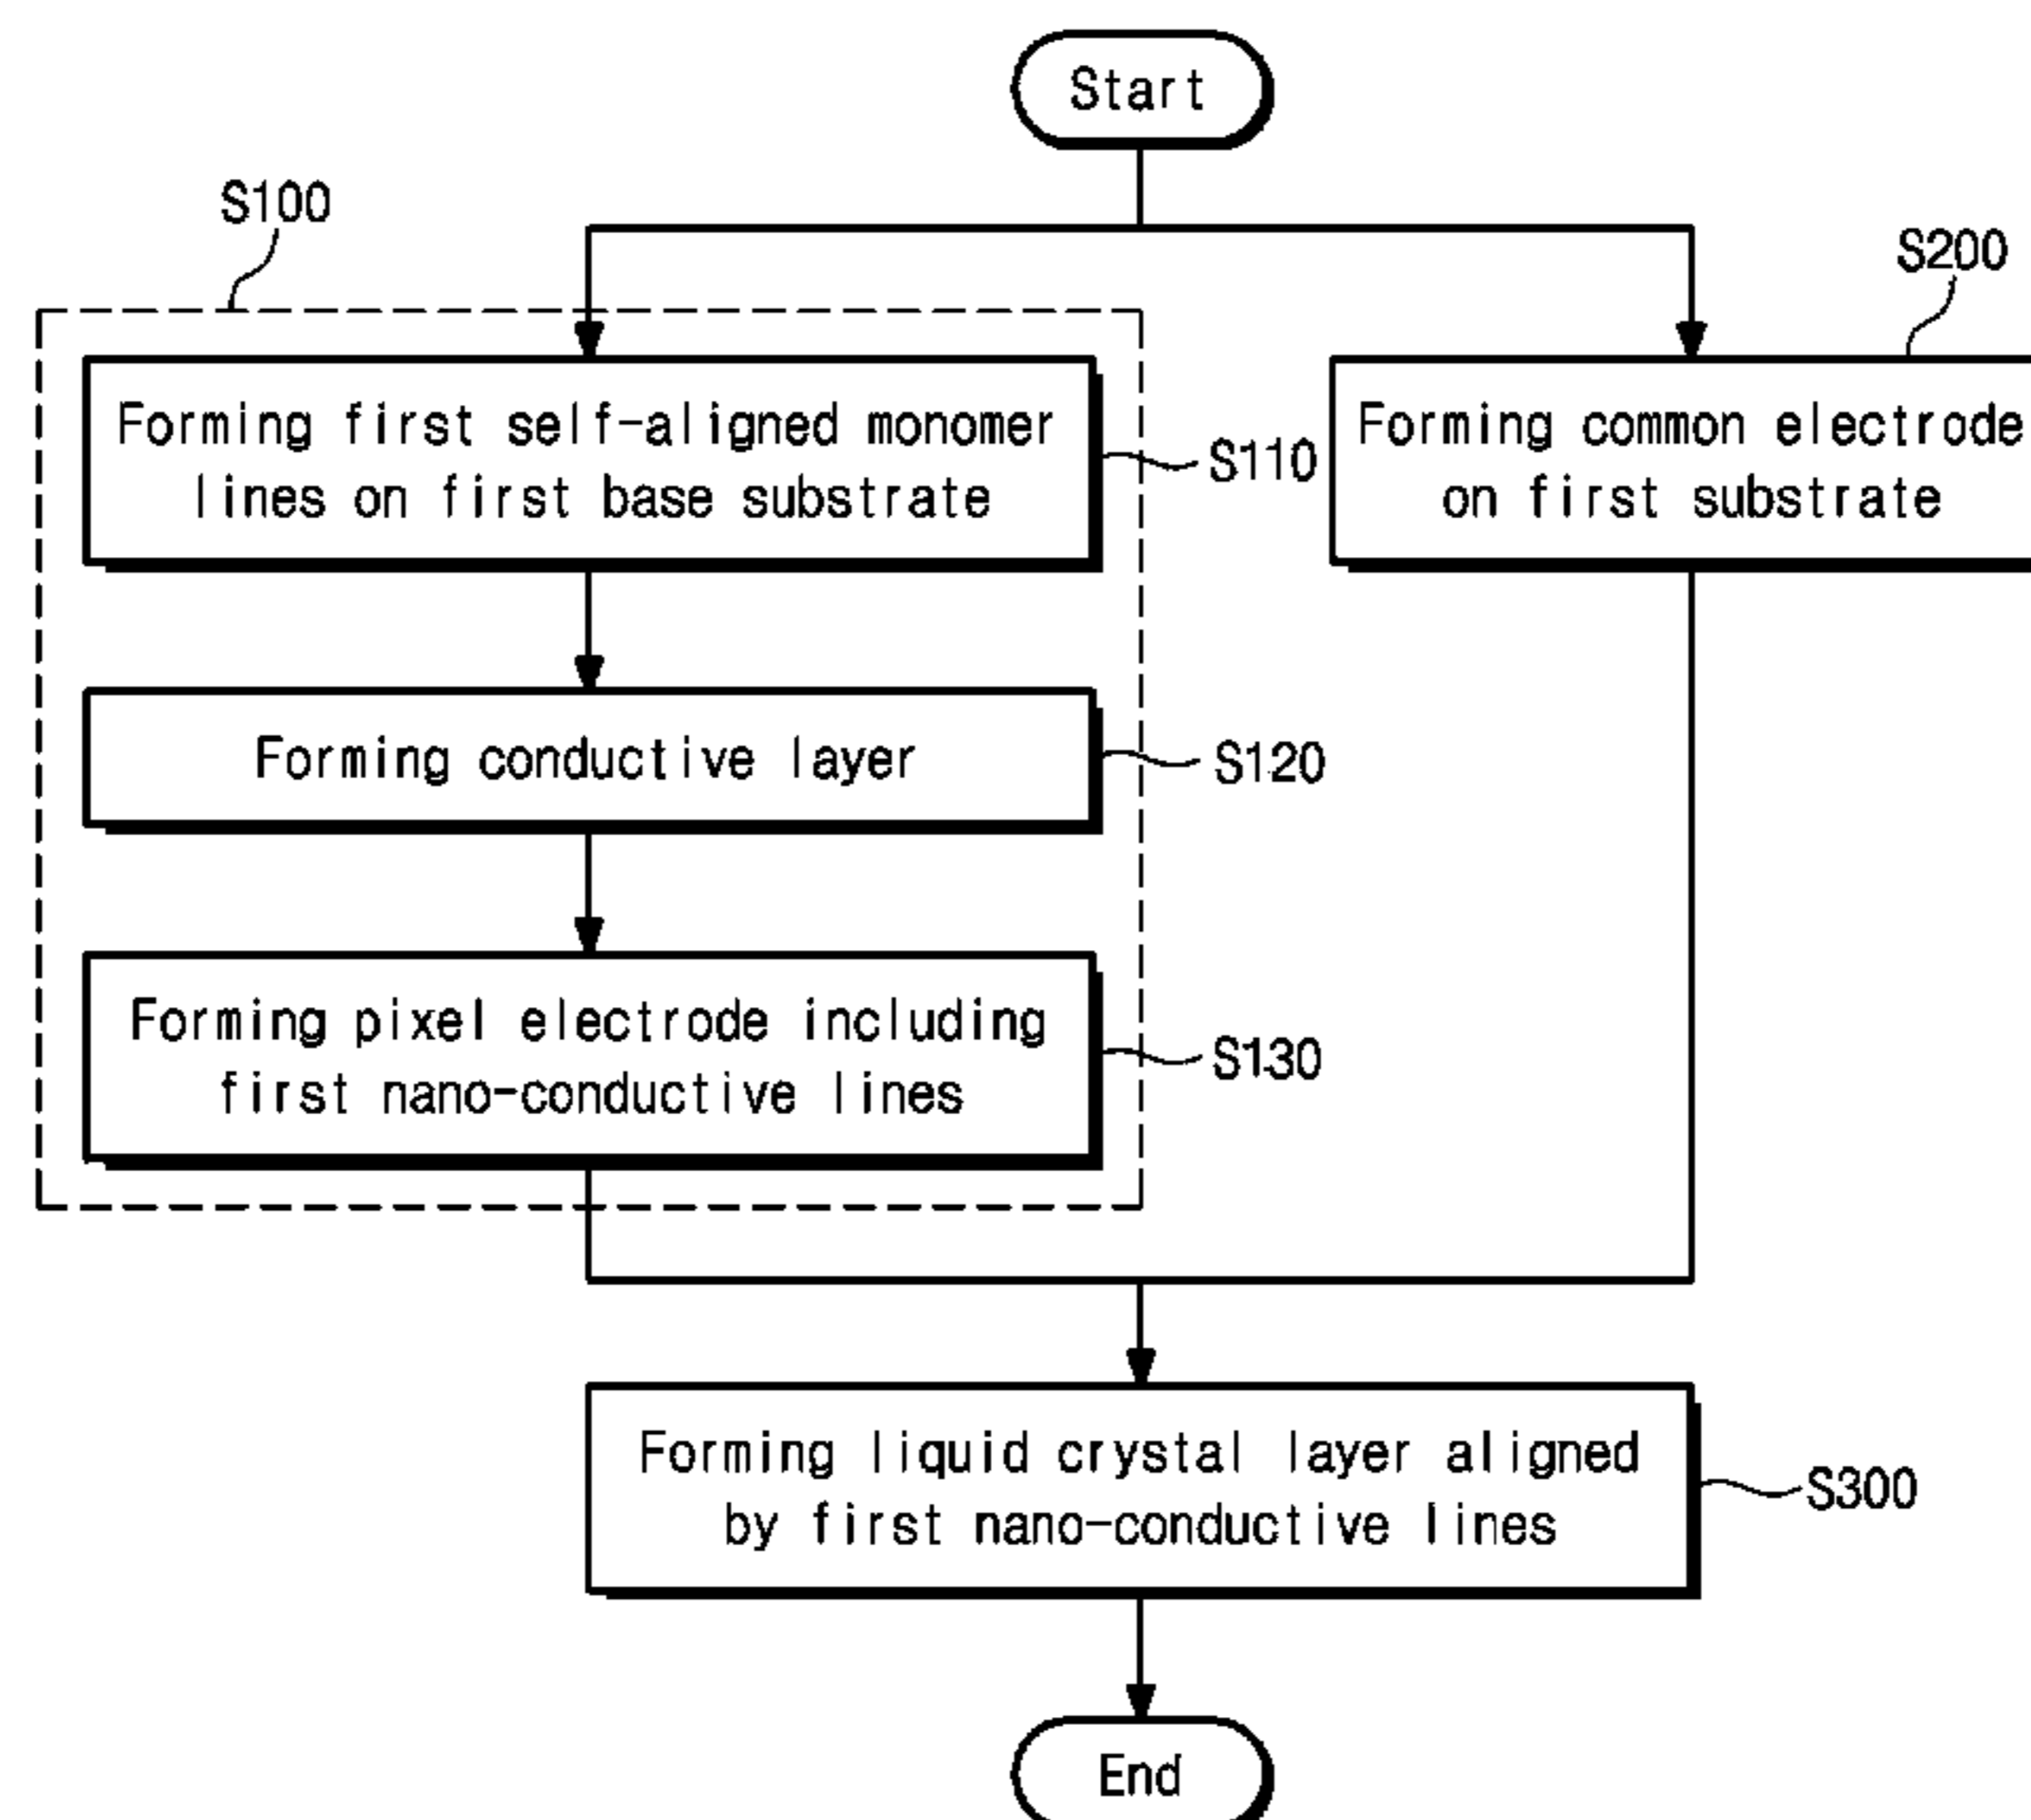 Start
S100
S200
Forming first self-aligned monomer
lines on first base substrate
S110
Forming common electrode
on first substrate
Forming conductive layer
S120
Forming pixel electrode including
first nano-conductive lines
S130
Forming liquid crystal layer aligned
by first nano-conductive lines
S300
End